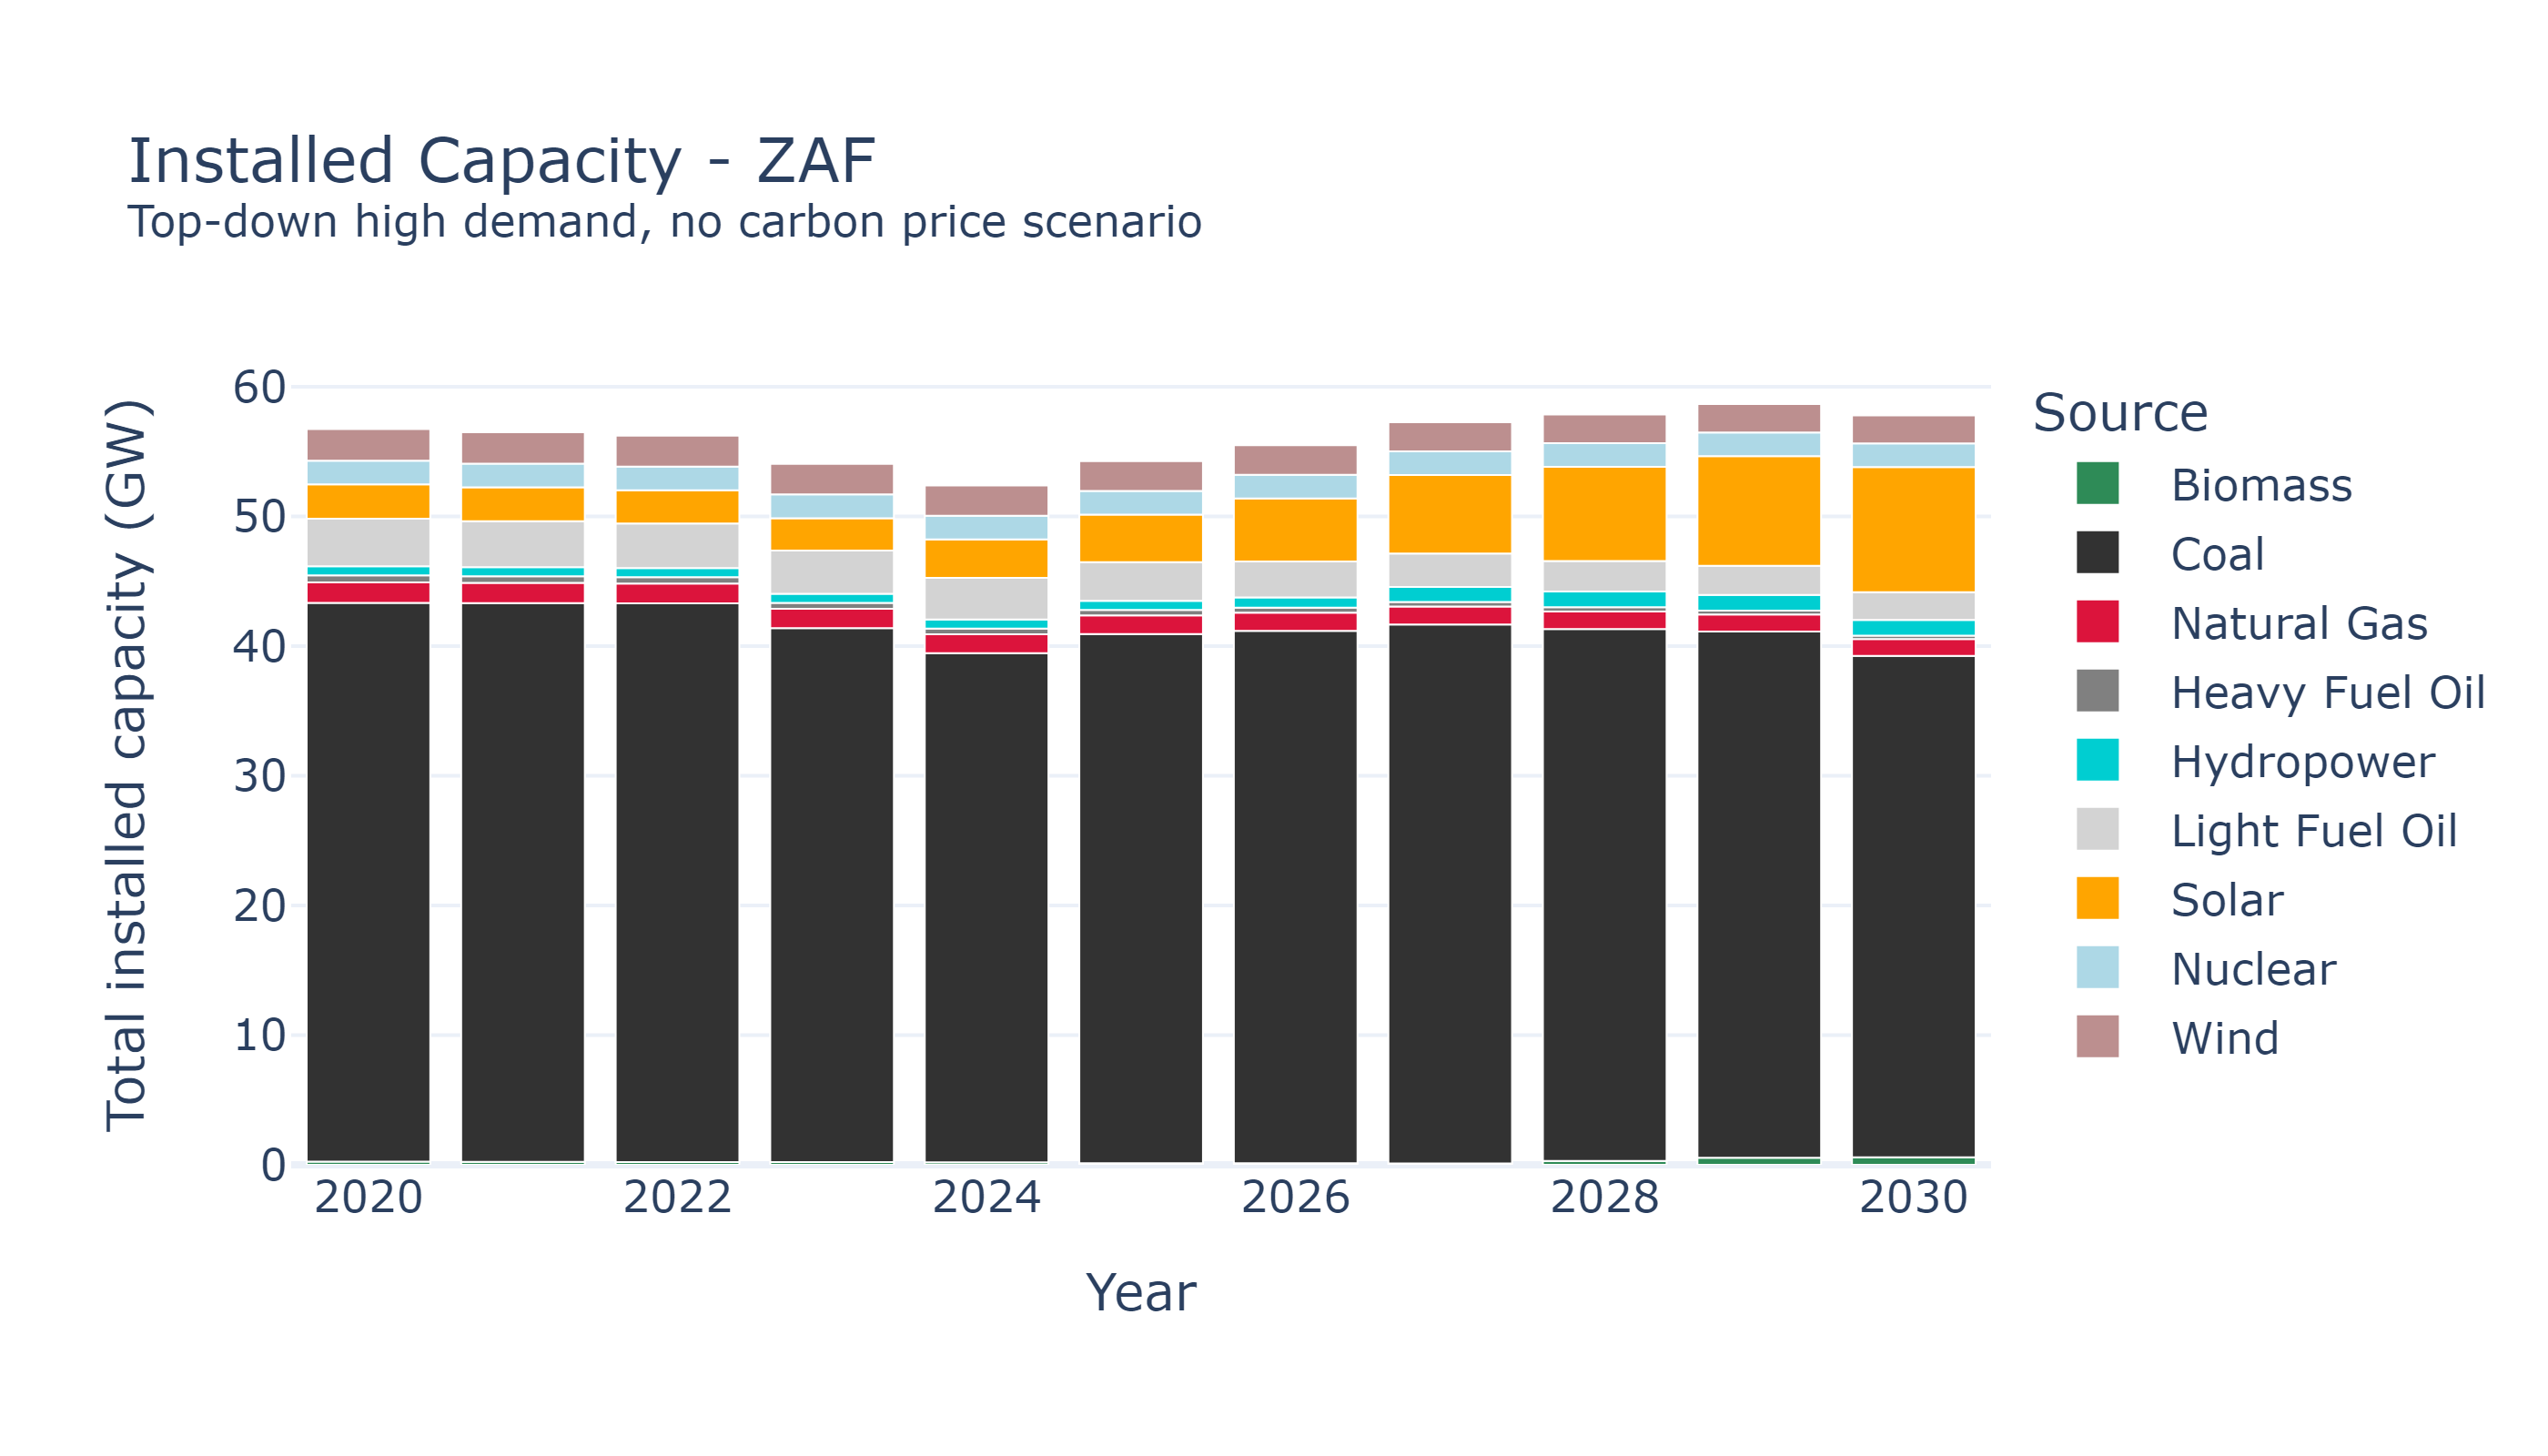 Installed Capacity - ZAF
Top-down high demand, no carbon price scenario
Total installed capacity (GW)
60
50
40
30
20
10
0
2020
2022
2024
2026
2028
2030
Year
Source
Biomass
Coal
Natural Gas
Heavy Fuel Oil
Hydropower
Light Fuel Oil
Solar
Nuclear
Wind